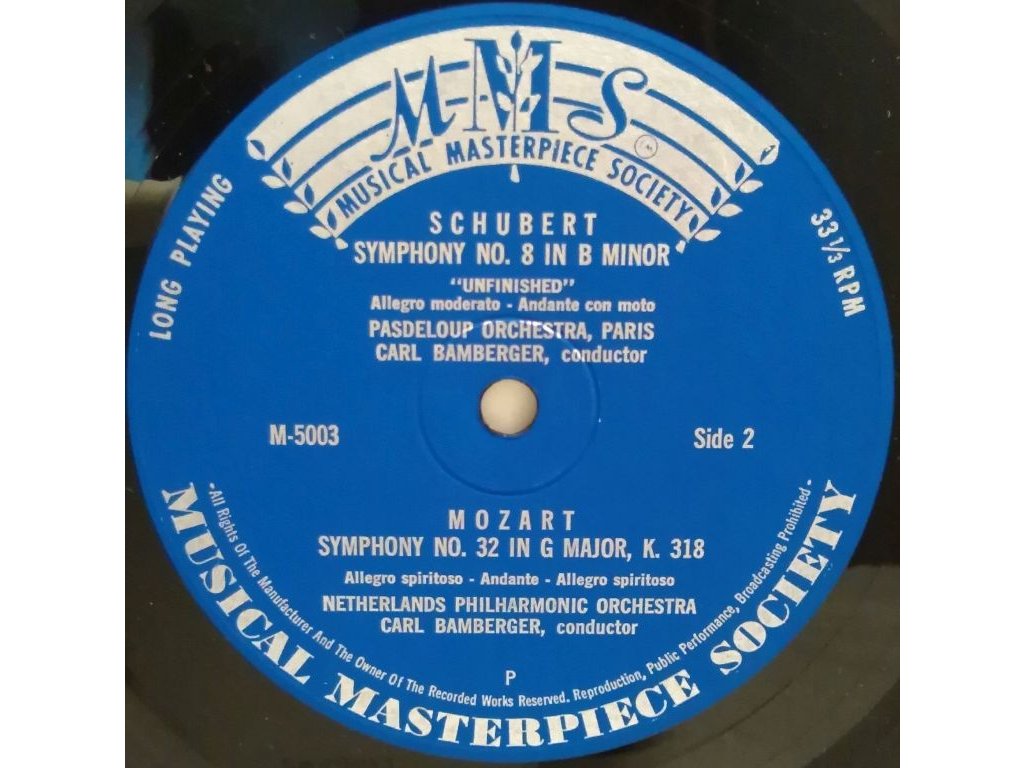 MMS
TM
MUSICAL MASTERPIECE SOCIETY
LONG PLAYING
33 1/3 RPM
SCHUBERT
SYMPHONY NO. 8 IN B MINOR
"UNFINISHED"
Allegro moderato - Andante con moto
PASDELOUP ORCHESTRA, PARIS
CARL BAMBERGER, conductor
M-5003
Side 2
MOZART
SYMPHONY NO. 32 IN G MAJOR, K. 318
Allegro spiritoso - Andante - Allegro spiritoso
NETHERLANDS PHILHARMONIC ORCHESTRA
CARL BAMBERGER, conductor
P
-All Rights Of The Manufacturer And The Owner Of The Recorded Works Reserved. Reproduction, Public Performance, Broadcasting Prohibited-
MUSICAL MASTERPIECE SOCIETY